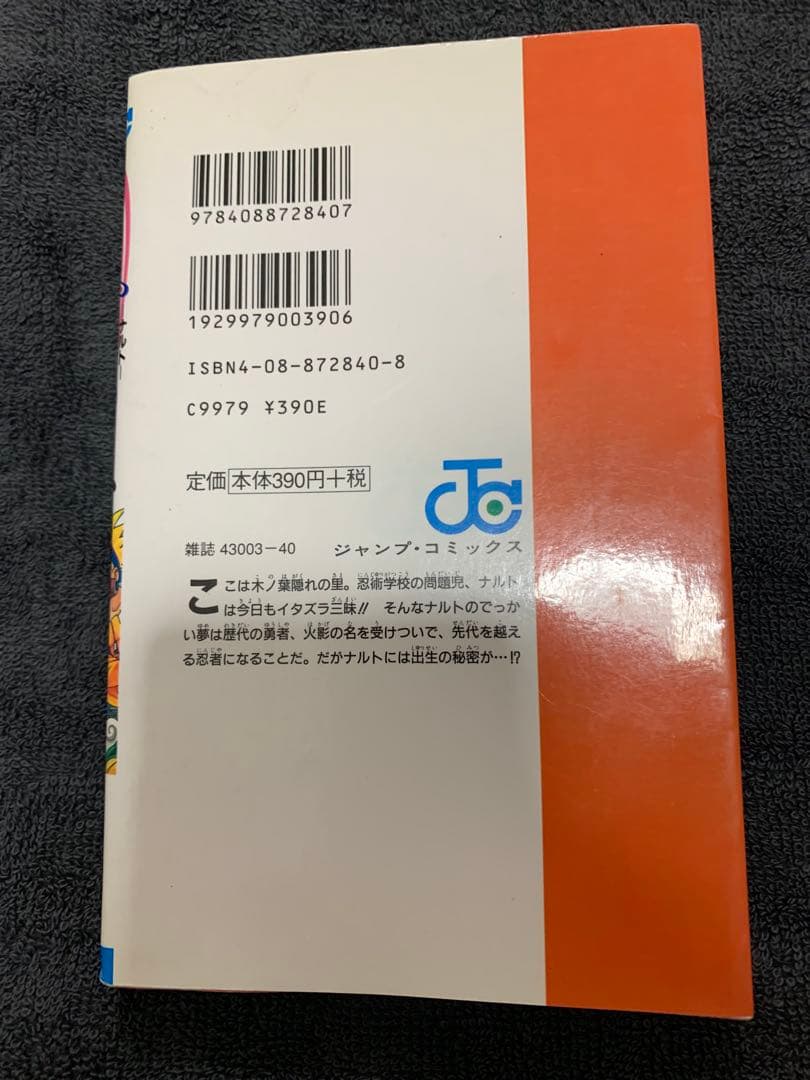 9784088728407
1929979003906
ISBN4-08-872840-8
C9979 ¥390E
定価 本体390円+税
雑誌 43003-40
ジャンプ・コミックス
ここは木ノ葉隠れの里。忍術学校の問題児、ナルト
は今日もイタズラ三昧!! そんなナルトのでっか
い夢は歴代の勇者、火影の名を受けついで、先代を越え
る忍者になることだ。だがナルトには出生の秘密が…!?